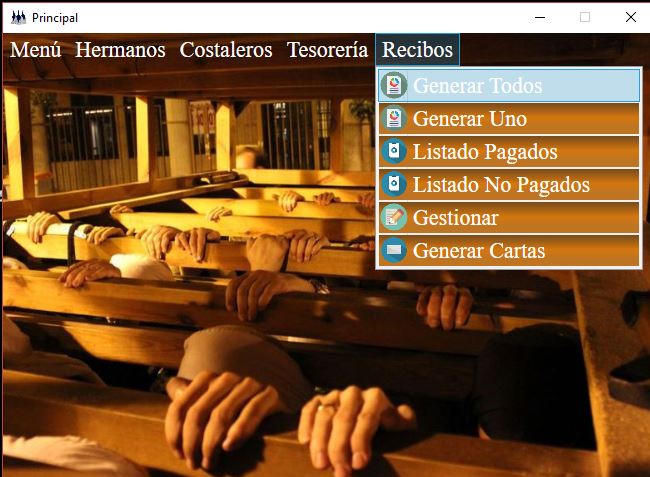 Principal
Menú Hermanos Costaleros Tesorería Recibos
Generar Todos
Generar Uno
Listado Pagados
Listado No Pagados
Gestionar
Generar Cartas